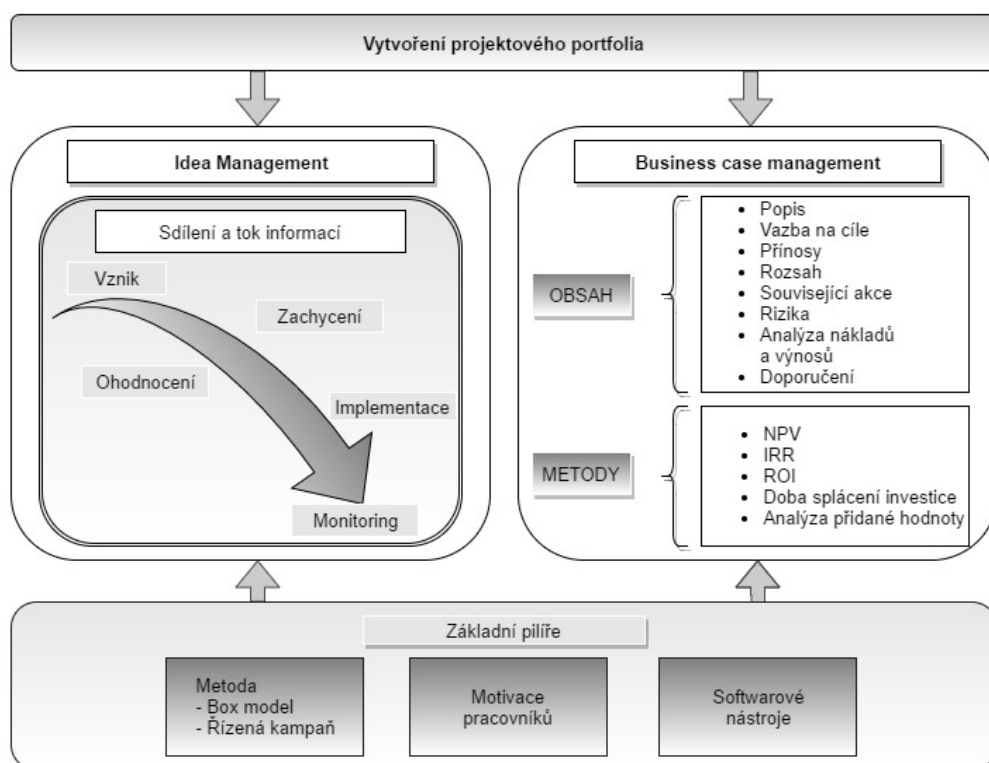 Vytvoření projektového portfolia
Idea Management
Sdílení a tok informací
Vznik
Zachycení
Ohodnocení
Implementace
Monitoring
Business case management
OBSAH
• Popis
• Vazba na cíle
• Přínosy
• Rozsah
• Související akce
• Rizika
• Analýza nákladů
a výnosů
• Doporučení
METODY
• NPV
• IRR
• ROI
• Doba splácení investice
• Analýza přidané hodnoty
Základní pilíře
Metoda
- Box model
- Řízená kampaň
Motivace
pracovníků
Softwarové
nástroje